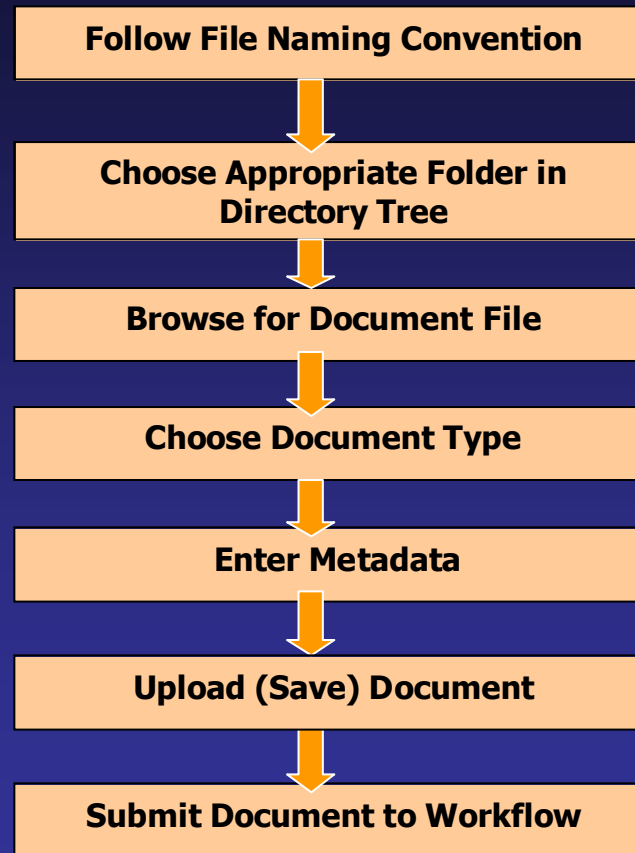 Follow File Naming Convention
Choose Appropriate Folder in
Directory Tree
Browse for Document File
Choose Document Type
Enter Metadata
Upload (Save) Document
Submit Document to Workflow